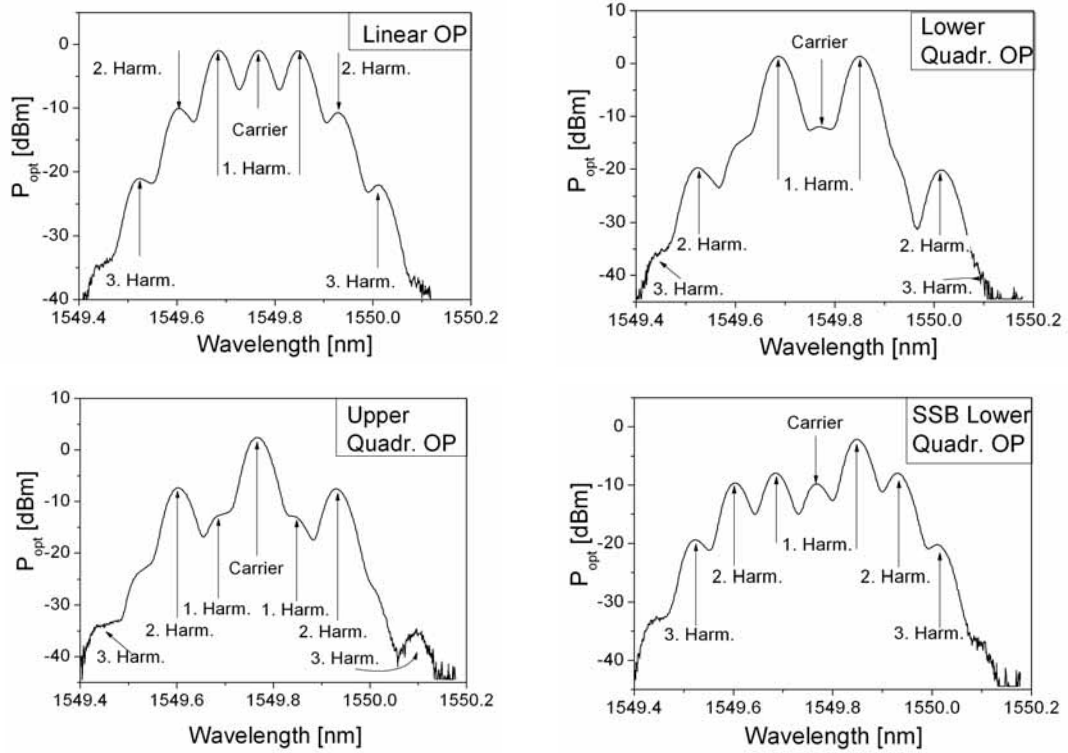 Linear OP
0
-10
-20
-30
-40
P_opt [dBm]
2. Harm.
2. Harm.
Carrier
1. Harm.
3. Harm.
3. Harm.
1549.4 1549.6 1549.8 1550.0 1550.2
Wavelength [nm]
Lower
Quadr. OP
10
0
-10
-20
-30
-40
P_opt [dBm]
Carrier
1. Harm.
2. Harm.
2. Harm.
3. Harm.
3. Harm.
1549.4 1549.6 1549.8 1550.0 1550.2
Wavelength [nm]
Upper
Quadr. OP
10
0
-10
-20
-30
-40
P_opt [dBm]
Carrier
1. Harm. 1. Harm.
2. Harm. 2. Harm.
3. Harm. 3. Harm.
1549.4 1549.6 1549.8 1550.0 1550.2
Wavelength [nm]
SSB Lower
Quadr. OP
10
0
-10
-20
-30
-40
P_opt [dBm]
Carrier
1. Harm.
2. Harm. 2. Harm.
3. Harm. 3. Harm.
1549.4 1549.6 1549.8 1550.0 1550.2
Wavelength [nm]